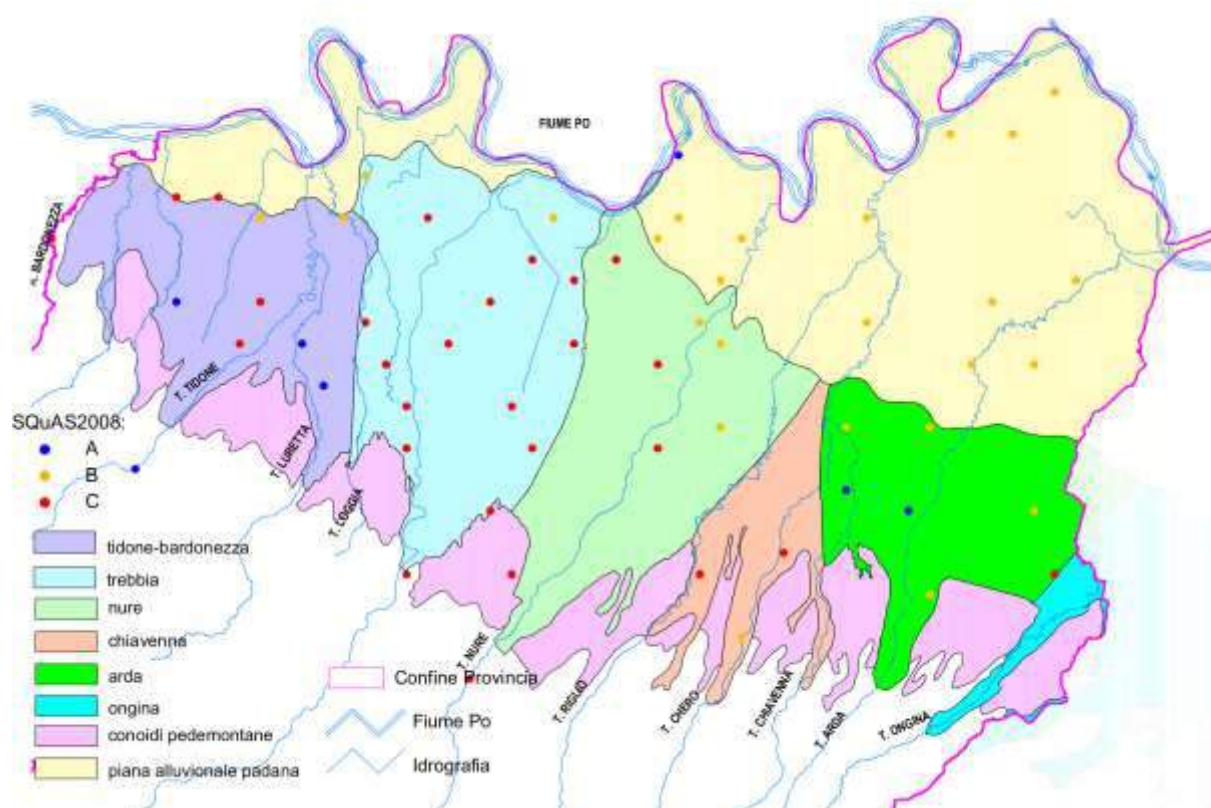 FIUME PO
R. BARDONEZZA
T. TIDONE
T. LURETTA
T. LOGGIA
T. NURE
T. RIGLIO
T. CHERO
T. CHIAVENNA
T. ARDA
T. ONGINA
SQuAS2008:
A
B
C
tidone-bardonezza
trebbia
nure
chiavenna
arda
ongina
conoidi pedemontane
piana alluvionale padana
Confine Provincia
Fiume Po
Idrografia